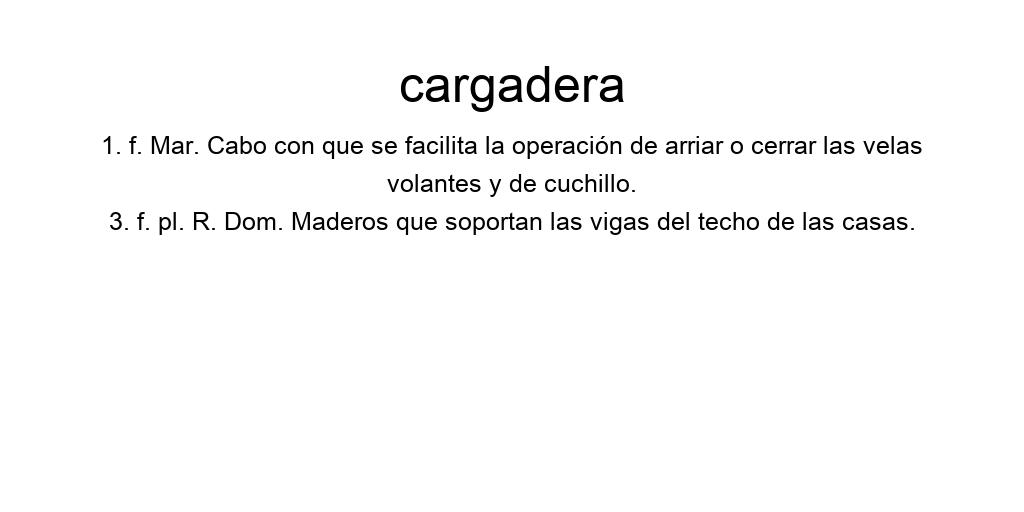 cargadera
1. f. Mar. Cabo con que se facilita la operación de arriar o cerrar las velas
volantes y de cuchillo.
3. f. pl. R. Dom. Maderos que soportan las vigas del techo de las casas.